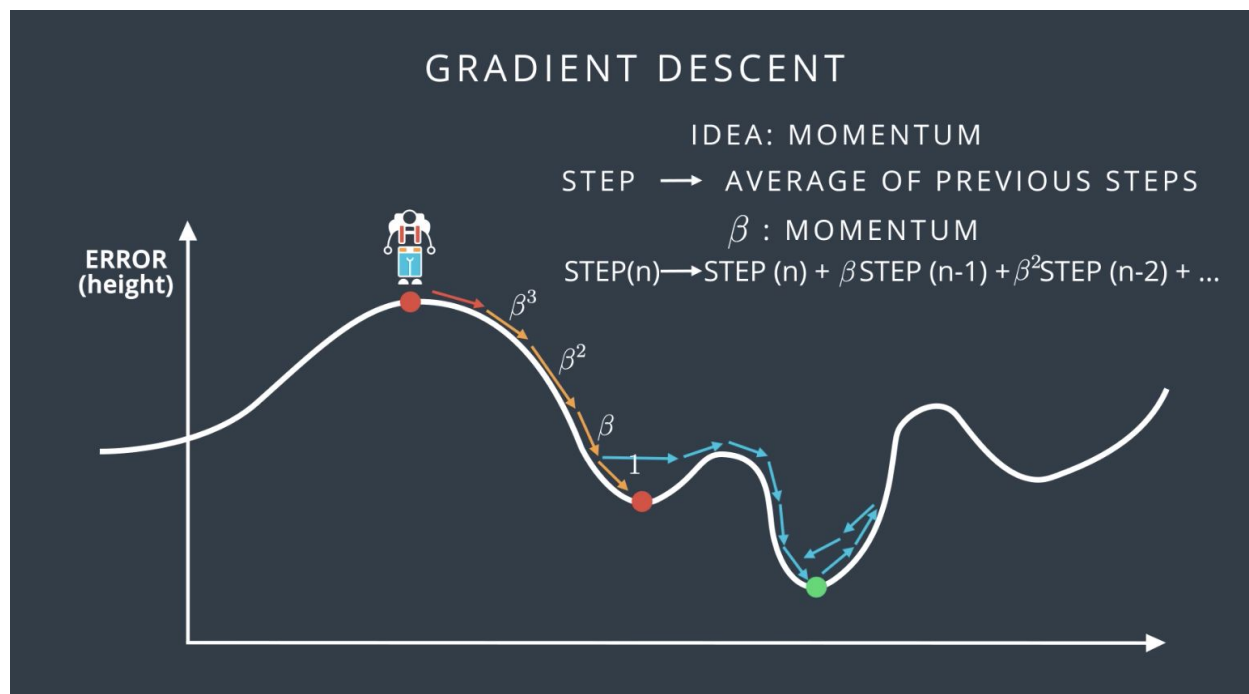 GRADIENT DESCENT
IDEA: MOMENTUM
STEP → AVERAGE OF PREVIOUS STEPS
β : MOMENTUM
STEP(n)→STEP (n) + βSTEP (n-1) + β²STEP (n-2) + ...
ERROR
(height)
β³
β²
β
1